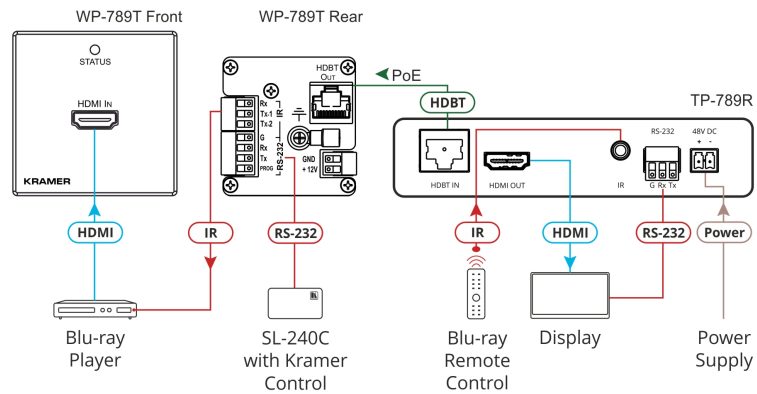 WP-789T Front
WP-789T Rear
STATUS
HDMI IN
KRAMER
HDBT
OUT
Rx
Tx-1
Tx-2
IR
G
Rx
Tx
PROG
RS-232
GND
+ 12V
PoE
HDBT
TP-789R
HDBT IN
HDMI OUT
IR
RS-232
G Rx Tx
48V DC
+ -
HDMI
IR
RS-232
IR
HDMI
RS-232
Power
Blu-ray
Player
SL-240C
with Kramer
Control
Blu-ray
Remote
Control
Display
Power
Supply